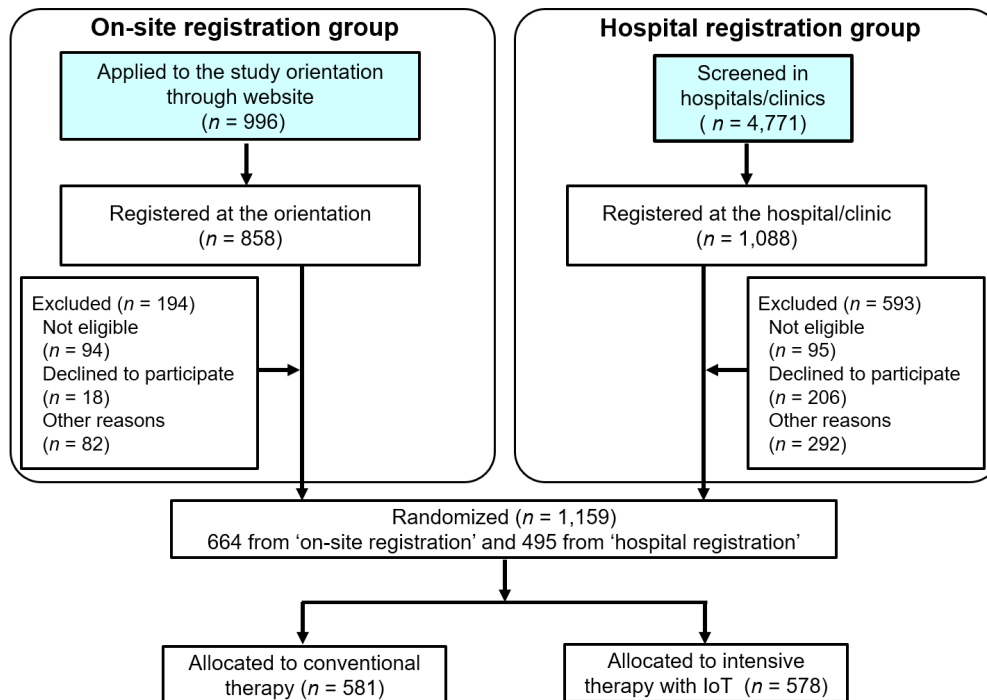 On-site registration group
Applied to the study orientation
through website
(n = 996)
Registered at the orientation
(n = 858)
Excluded (n = 194)
Not eligible
(n = 94)
Declined to participate
(n = 18)
Other reasons
(n = 82)
Hospital registration group
Screened in
hospitals/clinics
( n = 4,771)
Registered at the hospital/clinic
(n = 1,088)
Excluded (n = 593)
Not eligible
(n = 95)
Declined to participate
(n = 206)
Other reasons
(n = 292)
Randomized (n = 1,159)
664 from ‘on-site registration’ and 495 from ‘hospital registration’
Allocated to conventional
therapy (n = 581)
Allocated to intensive
therapy with IoT (n = 578)